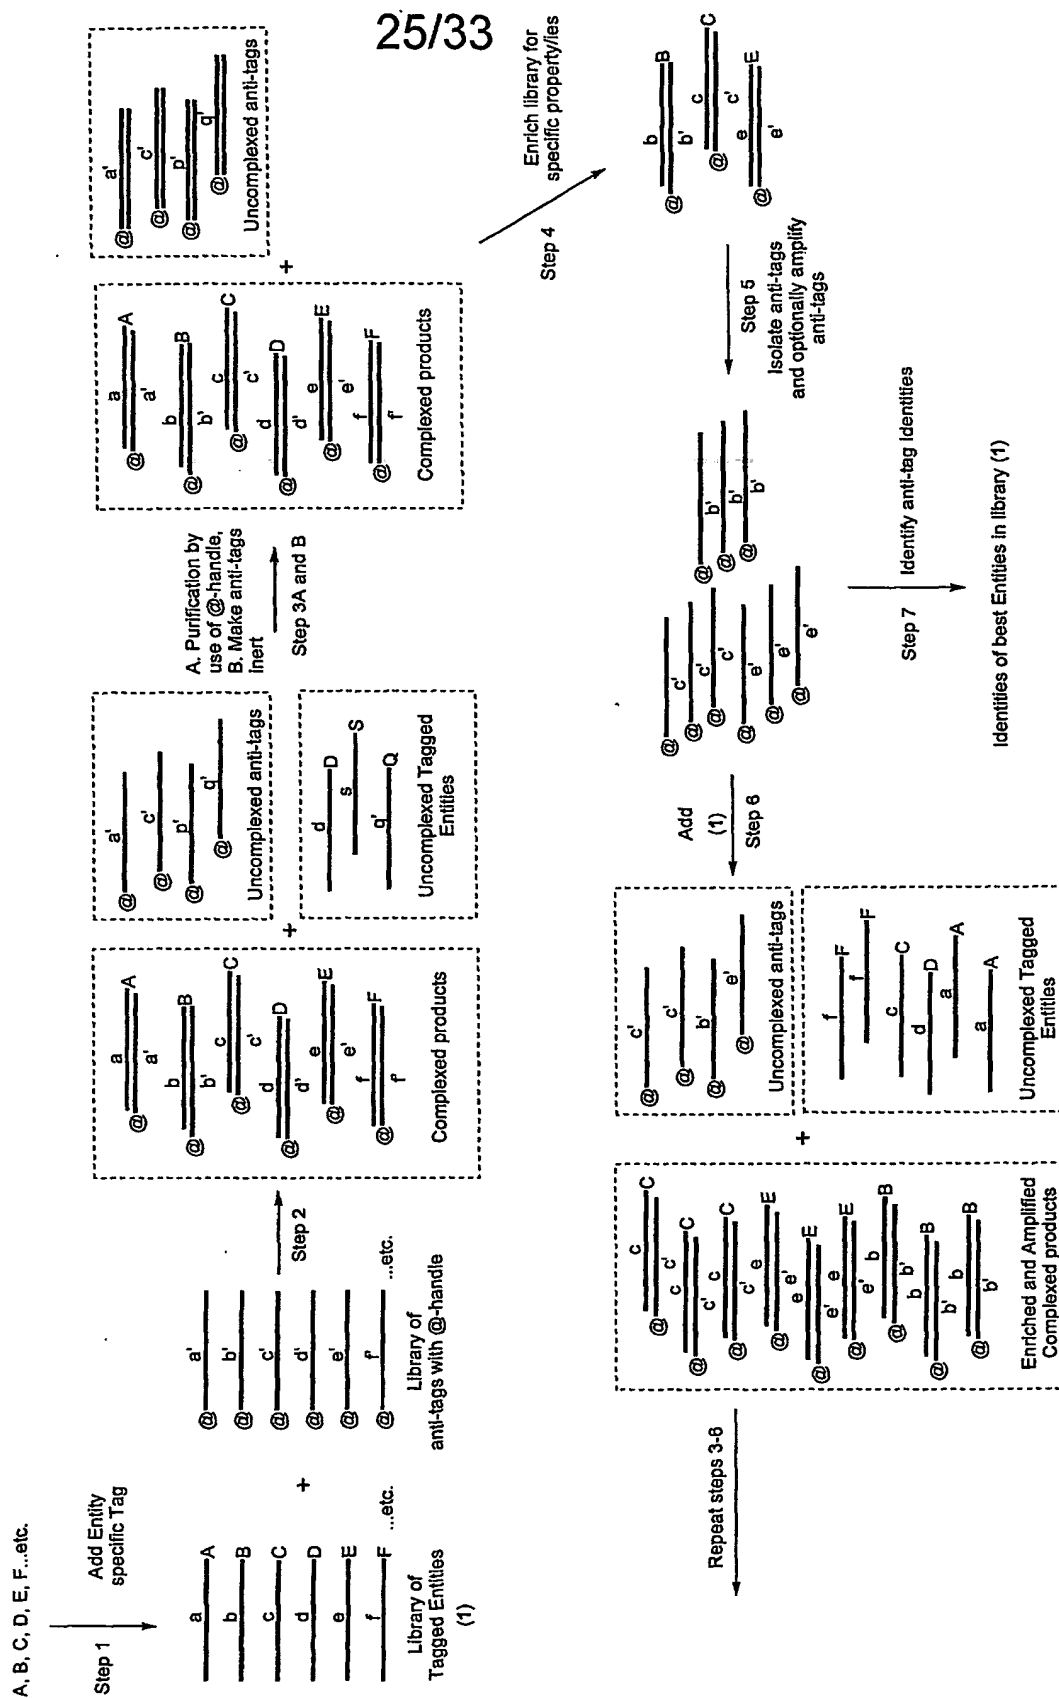 25/33
A, B, C, D, E, F...etc.
Step 1
Add Entity
specific Tag
a
A
b
B
c
C
d
D
e
E
f
F
...etc.
Library of
Tagged Entities
(1)
+
@
a'
@
b'
@
c'
@
d'
@
e'
@
f'
...etc.
Library of
anti-tags with @-handle
Step 2
a
A
@
a'
b
B
@
b'
c
C
@
c'
d
D
@
d'
e
E
@
e'
f
F
@
f'
Complexed products
+
@
a'
@
c'
@
p'
@
q'
Uncomplexed anti-tags
d
D
s
S
q'
Q
Uncomplexed Tagged
Entities
A. Purification by
use of @-handle,
B. Make anti-tags
inert
Step 3A and B
a
A
@
a'
b
B
@
b'
c
C
@
c'
d
D
@
d'
e
E
@
e'
f
F
@
f'
Complexed products
+
@
a'
@
c'
@
p'
@
q'
Uncomplexed anti-tags
Step 4
Enrich library for
specific property/ies
b
B
@
b'
c
C
@
c'
e
E
@
e'
Step 5
Isolate anti-tags
and optionally amplify
anti-tags
@
c'
@
c'
@
c'
@
e'
@
e'
@
e'
@
b'
@
b'
@
b'
Step 7
Identify anti-tag Identities
Identities of best Entities in library (1)
Add
(1)
Step 6
@
c'
@
c'
@
b'
@
e'
Uncomplexed anti-tags
f
F
f
F
c
C
d
D
a
A
a
A
Uncomplexed Tagged
Entities
+
c
C
@
c'
c
C
@
c'
c
C
@
c'
e
E
@
e'
e
E
@
e'
e
E
@
e'
b
B
@
b'
b
B
@
b'
b
B
@
b'
Enriched and Amplified
Complexed products
Repeat steps 3-6